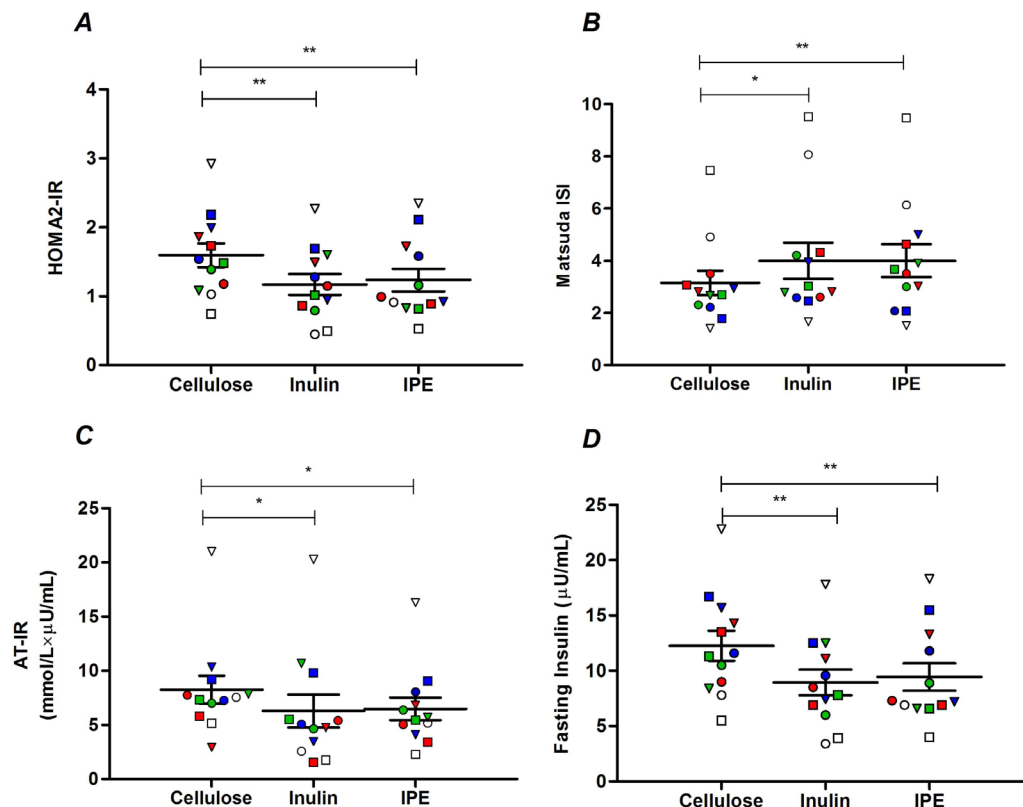 A
**
**
4
3
2
1
0
HOMA2-IR
Cellulose Inulin IPE
B
**
*
10
8
6
4
2
0
Matsuda ISI
Cellulose Inulin IPE
C
*
*
25
20
15
10
5
0
AT-IR
(mmol/L×μU/mL)
Cellulose Inulin IPE
D
**
**
25
20
15
10
5
0
Fasting Insulin (μU/mL)
Cellulose Inulin IPE